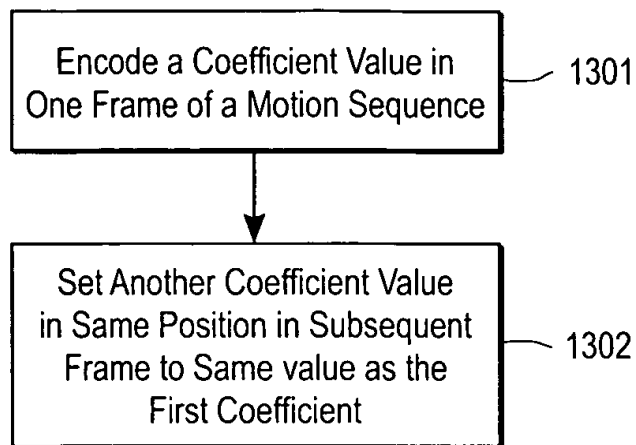 Encode a Coefficient Value in
One Frame of a Motion Sequence
1301
Set Another Coefficient Value
in Same Position in Subsequent
Frame to Same value as the
First Coefficient
1302